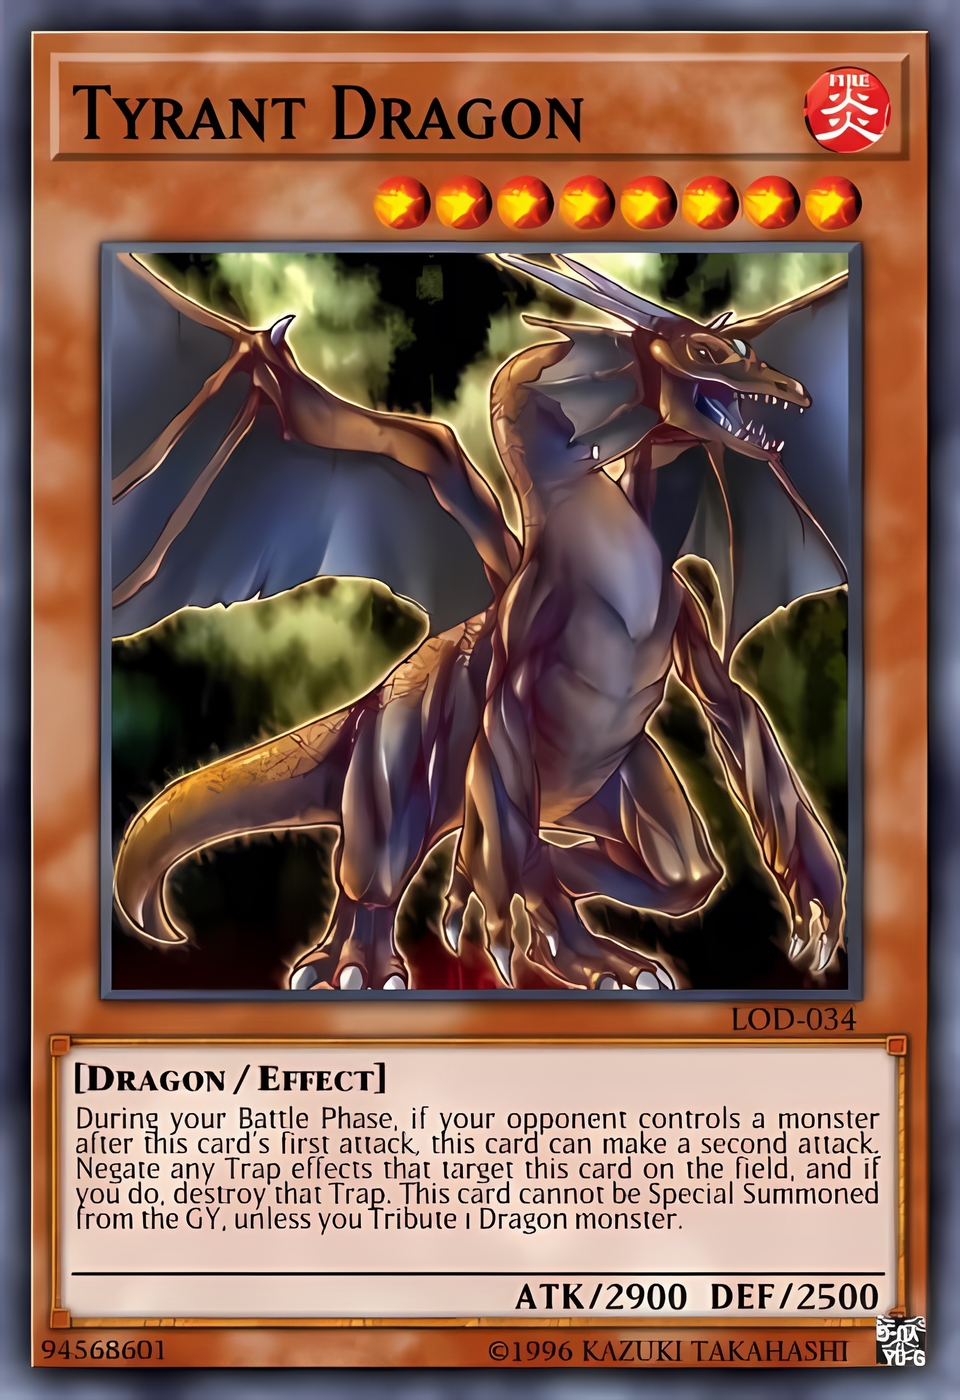 Tyrant Dragon
炎
[Dragon / Effect]
During your Battle Phase, if your opponent controls a monster
after this card's first attack, this card can make a second attack.
Negate any Trap effects that target this card on the field, and if
you do, destroy that Trap. This card cannot be Special Summoned
from the GY, unless you Tribute 1 Dragon monster.
LOD-034
ATK/2900 DEF/2500
94568601
©1996 KAZUKI TAKAHASHI